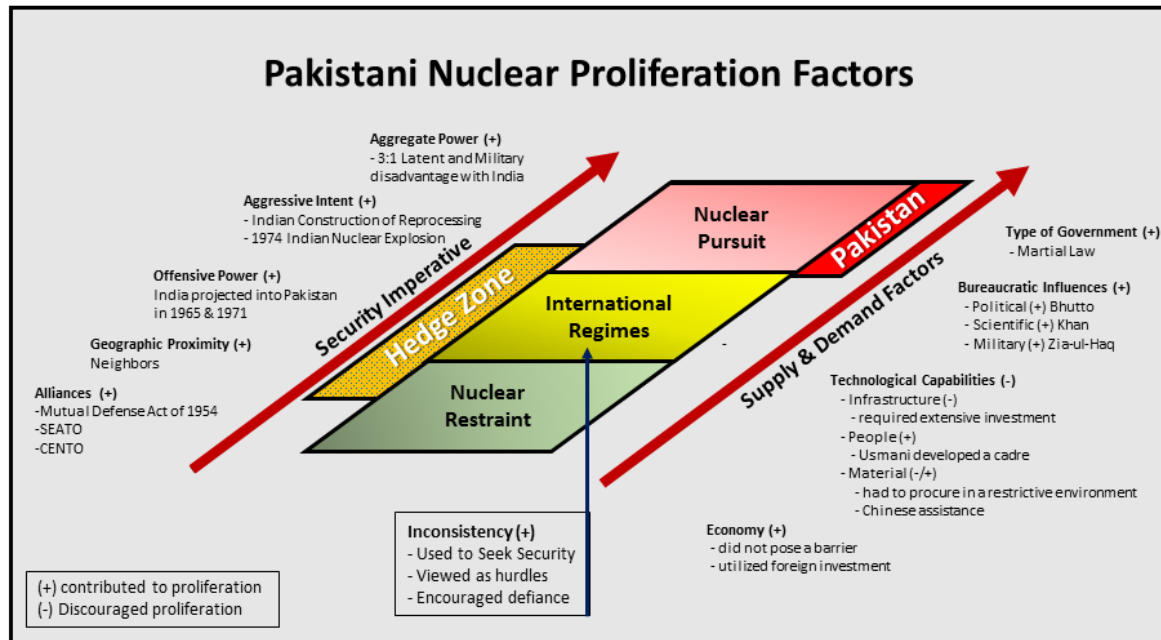 Pakistani Nuclear Proliferation Factors
Aggregate Power (+)
- 3:1 Latent and Military
disadvantage with India
Aggressive Intent (+)
- Indian Construction of Reprocessing
- 1974 Indian Nuclear Explosion
Offensive Power (+)
India projected into Pakistan
in 1965 & 1971
Geographic Proximity (+)
Neighbors
Alliances (+)
-Mutual Defense Act of 1954
-SEATO
-CENTO
Security Imperative
Hedge Zone
Nuclear
Pursuit
International
Regimes
Nuclear
Restraint
Pakistan
-
Supply & Demand Factors
Type of Government (+)
- Martial Law
Bureaucratic Influences (+)
- Political (+) Bhutto
- Scientific (+) Khan
- Military (+) Zia-ul-Haq
Technological Capabilities (-)
- Infrastructure (-)
- required extensive investment
- People (+)
- Usmani developed a cadre
- Material (-/+)
- had to procure in a restrictive environment
- Chinese assistance
Economy (+)
- did not pose a barrier
- utilized foreign investment
Inconsistency (+)
- Used to Seek Security
- Viewed as hurdles
- Encouraged defiance
(+) contributed to proliferation
(-) Discouraged proliferation